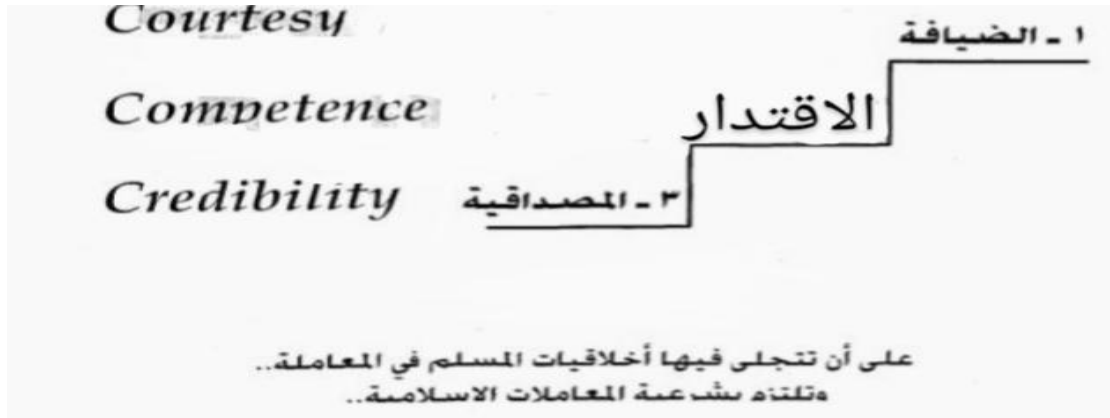 Courtesy
١ - الضيافة
Competence
الاقتدار
Credibility
٣ - المصداقية
على أن تتجلى فيها أخلاقيات المسلم في المعاملة..
وتلتزم بشرعية المعاملات الاسلامية..